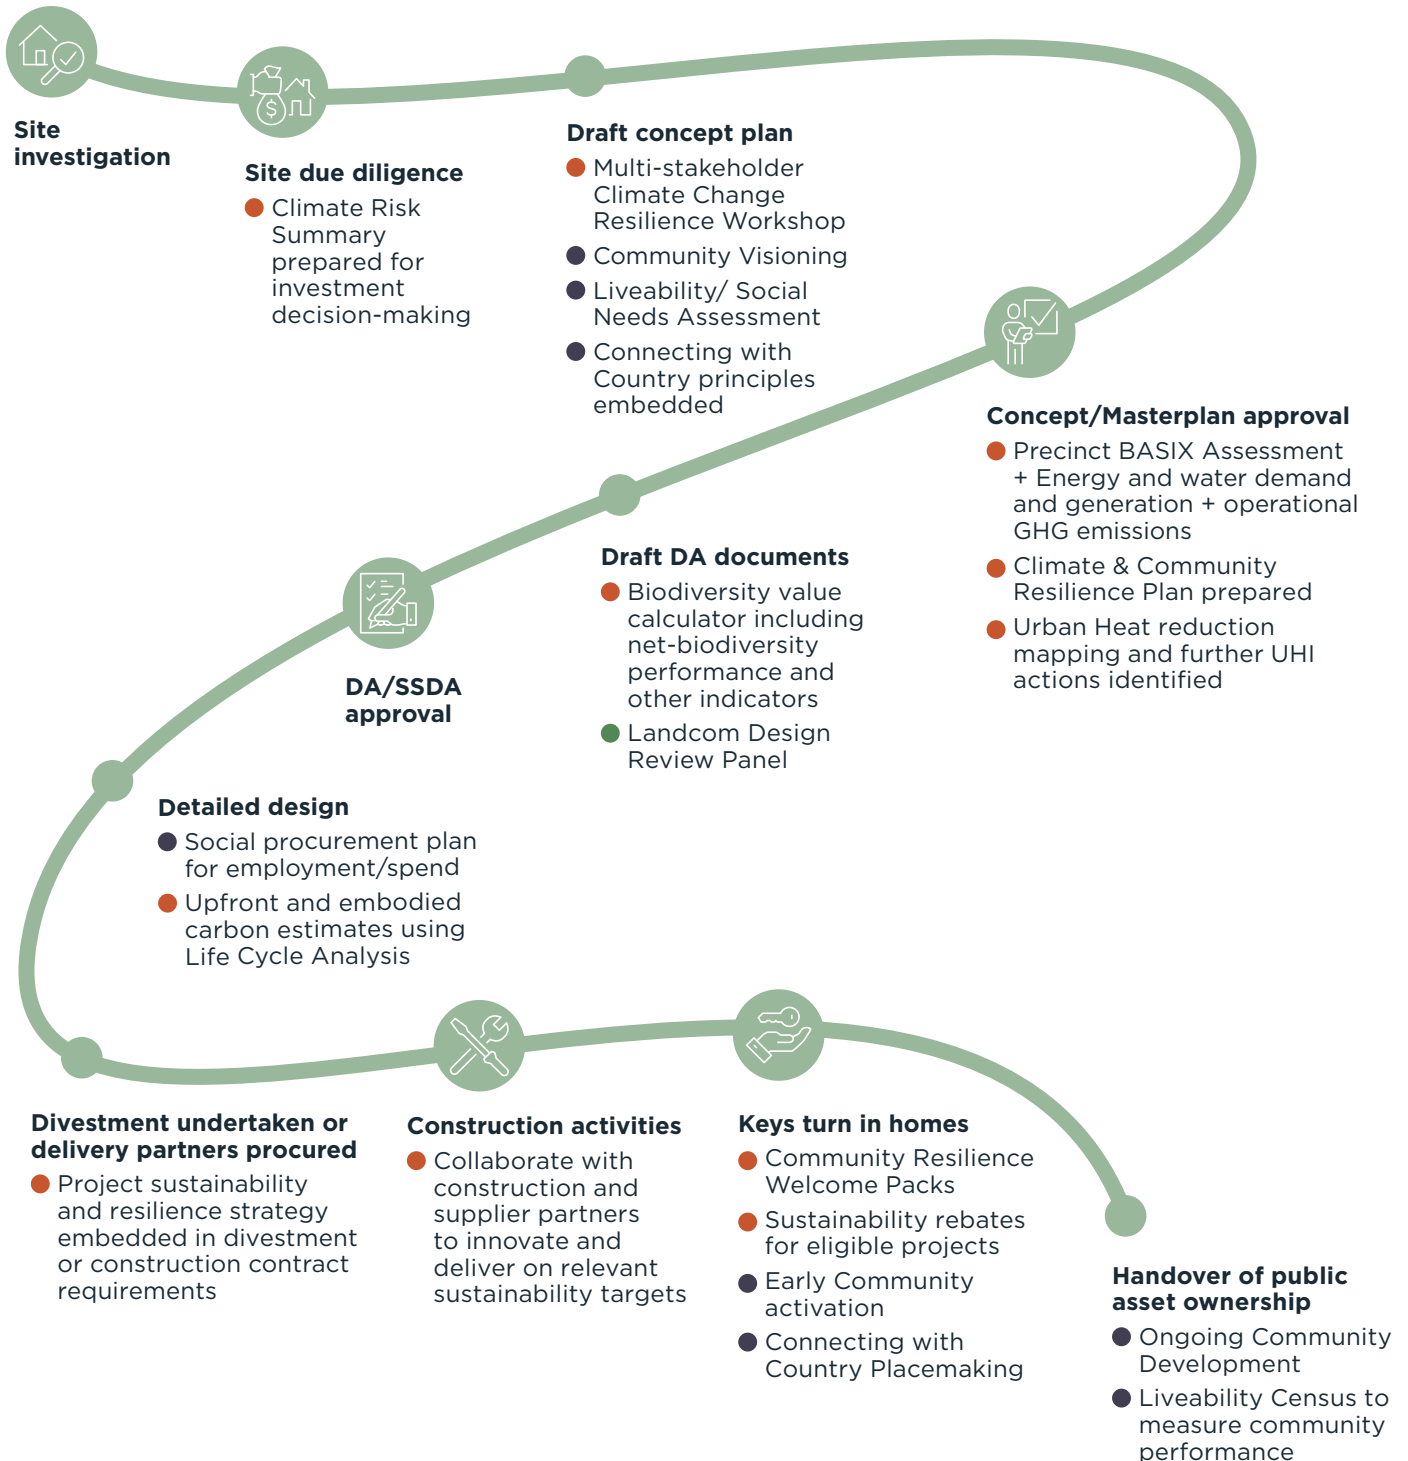 Site
investigation
Site due diligence
Climate Risk
Summary
prepared for
investment
decision-making
Draft concept plan
Multi-stakeholder
Climate Change
Resilience Workshop
Community Visioning
Liveability/ Social
Needs Assessment
Connecting with
Country principles
embedded
Concept/Masterplan approval
Precinct BASIX Assessment
+ Energy and water demand
and generation + operational
GHG emissions
Climate & Community
Resilience Plan prepared
Urban Heat reduction
mapping and further UHI
actions identified
Draft DA documents
Biodiversity value
calculator including
net-biodiversity
performance and
other indicators
Landcom Design
Review Panel
DA/SSDA
approval
Detailed design
Social procurement plan
for employment/spend
Upfront and embodied
carbon estimates using
Life Cycle Analysis
Divestment undertaken or
delivery partners procured
Project sustainability
and resilience strategy
embedded in divestment
or construction contract
requirements
Construction activities
Collaborate with
construction and
supplier partners
to innovate and
deliver on relevant
sustainability targets
Keys turn in homes
Community Resilience
Welcome Packs
Sustainability rebates
for eligible projects
Early Community
activation
Connecting with
Country Placemaking
Handover of public
asset ownership
Ongoing Community
Development
Liveability Census to
measure community
performance
$